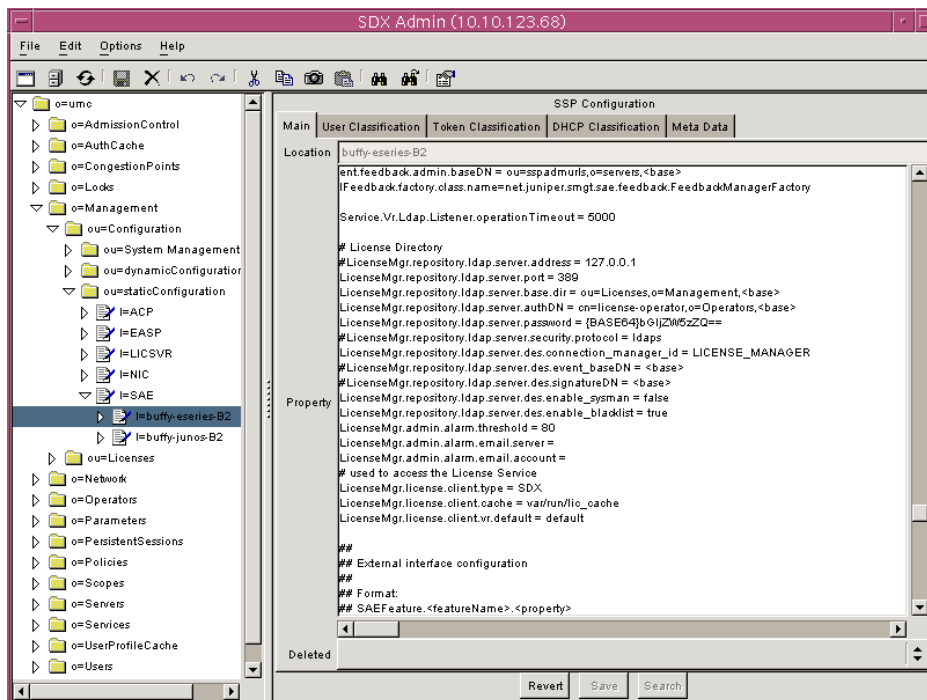 SDX Admin (10.10.123.68)
File Edit Options Help
o=umc
o=AdmissionControl
o=AuthCache
o=CongestionPoints
o=Locks
o=Management
ou=Configuration
ou=System Management
ou=dynamicConfiguration
ou=staticConfiguration
l=ACP
l=EASP
l=LICSVR
l=NIC
l=SAE
l=buffy-eseries-B2
l=buffy-junos-B2
ou=Licenses
o=Network
o=Operators
o=Parameters
o=PersistentSessions
o=Policies
o=Scopes
o=Servers
o=Services
o=UserProfileCache
o=Users
SSP Configuration
Main User Classification Token Classification DHCP Classification Meta Data
Location buffy-eseries-B2
Property
ent.feedback.admin.baseDN = ou=sspadmurls,o=servers,<base>
IFeedback.factory.class.name=net.juniper.smgt.sae.feedback.FeedbackManagerFactory
Service.Vr.Ldap.Listener.operationTimeout = 5000
# License Directory
#LicenseMgr.repository.ldap.server.address = 127.0.0.1
LicenseMgr.repository.ldap.server.port = 389
LicenseMgr.repository.ldap.server.base.dir = ou=Licenses,o=Management,<base>
LicenseMgr.repository.ldap.server.authDN = cn=license-operator,o=Operators,<base>
LicenseMgr.repository.ldap.server.password = {BASE64}bGljZW5zZQ==
#LicenseMgr.repository.ldap.server.security.protocol = ldaps
LicenseMgr.repository.ldap.server.des.connection_manager_id = LICENSE_MANAGER
#LicenseMgr.repository.ldap.server.des.event_baseDN = <base>
#LicenseMgr.repository.ldap.server.des.signatureDN = <base>
LicenseMgr.repository.ldap.server.des.enable_sysman = false
LicenseMgr.repository.ldap.server.des.enable_blacklist = true
LicenseMgr.admin.alarm.threshold = 80
LicenseMgr.admin.alarm.email.server =
LicenseMgr.admin.alarm.email.account =
# used to access the License Service
LicenseMgr.license.client.type = SDX
LicenseMgr.license.client.cache = var/run/lic_cache
LicenseMgr.license.client.vr.default = default
##
## External interface configuration
##
## Format:
## SAEFeature.<featureName>.<property>
Deleted
Revert Save Search